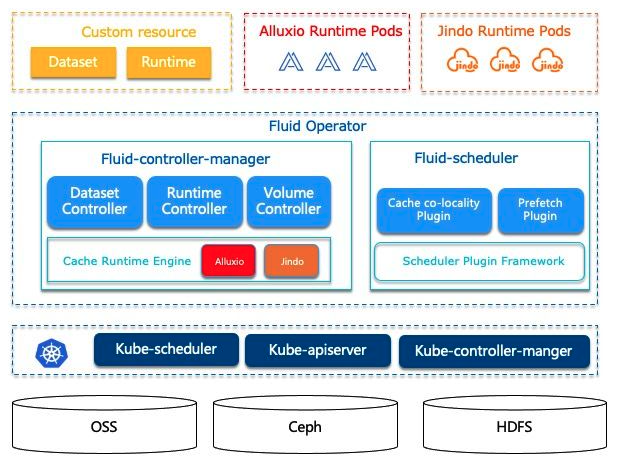 Custom resource
Dataset
Runtime
Alluxio Runtime Pods
Jindo Runtime Pods
jindo
jindo
jindo
Fluid Operator
Fluid-controller-manager
Dataset
Controller
Runtime
Controller
Volume
Controller
Cache Runtime Engine
Alluxio
Jindo
Fluid-scheduler
Cache co-locality
Plugin
Prefetch
Plugin
Scheduler Plugin Framework
Kube-scheduler
Kube-apiserver
Kube-controller-manger
OSS
Ceph
HDFS